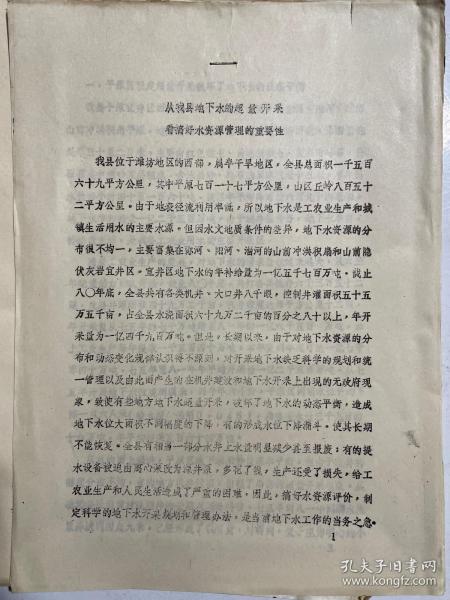 从我县地下水的超量开采
看搞好水资源管理的重要性
我县位于潍坊地区的西部，属半干旱地区，全县总面积一千五百
六十九平方公里，其中平原七百一十七平方公里，山区丘岭八百五十
二平方公里。由于地表径流利用率低，所以地下水是工农业生产和城
镇生活用水的主要水源。但因水文地质条件的差异，地下水资源的分
布很不均一，主要富集在弥河、阳河、淄河的山前冲洪积扇和山前隐
伏灰岩宜井区。宜井区地下水的年补给量为一亿五千七百万吨。截止
八〇年底，全县共有各类机井、大口井八千眼，控制井灌面积五十五
万五千亩，占全县水浇面积六十九万二千亩的百分之八十以上，年开
采量为一亿四千九百万吨。但是，长期以来，由于对地下水资源的分
布和动态变化规律认识得不深刻，对开采地下水缺乏科学的规划和统
一管理以及由此而产生的在机井建设和地下水开采上出现的无政府现
象，致使有些地方地下水超量开采，破坏了地下水的动态平衡，造成
地下水位大面积不同幅度的下降，有的形成水位下降漏斗。使其长期
不能恢复。全县有相当一部分水井上水量明显减少甚至报废；有的提
水设备被迫由离心泵改为深井泵，多花了钱，生产还受了损失，给工
农业生产和人民生活造成了严重的困难。因此，搞好水资源评价，制
定科学的地下水开采规划和管理办法，是当前地下水工作的当务之急。
1
孔夫子旧书网